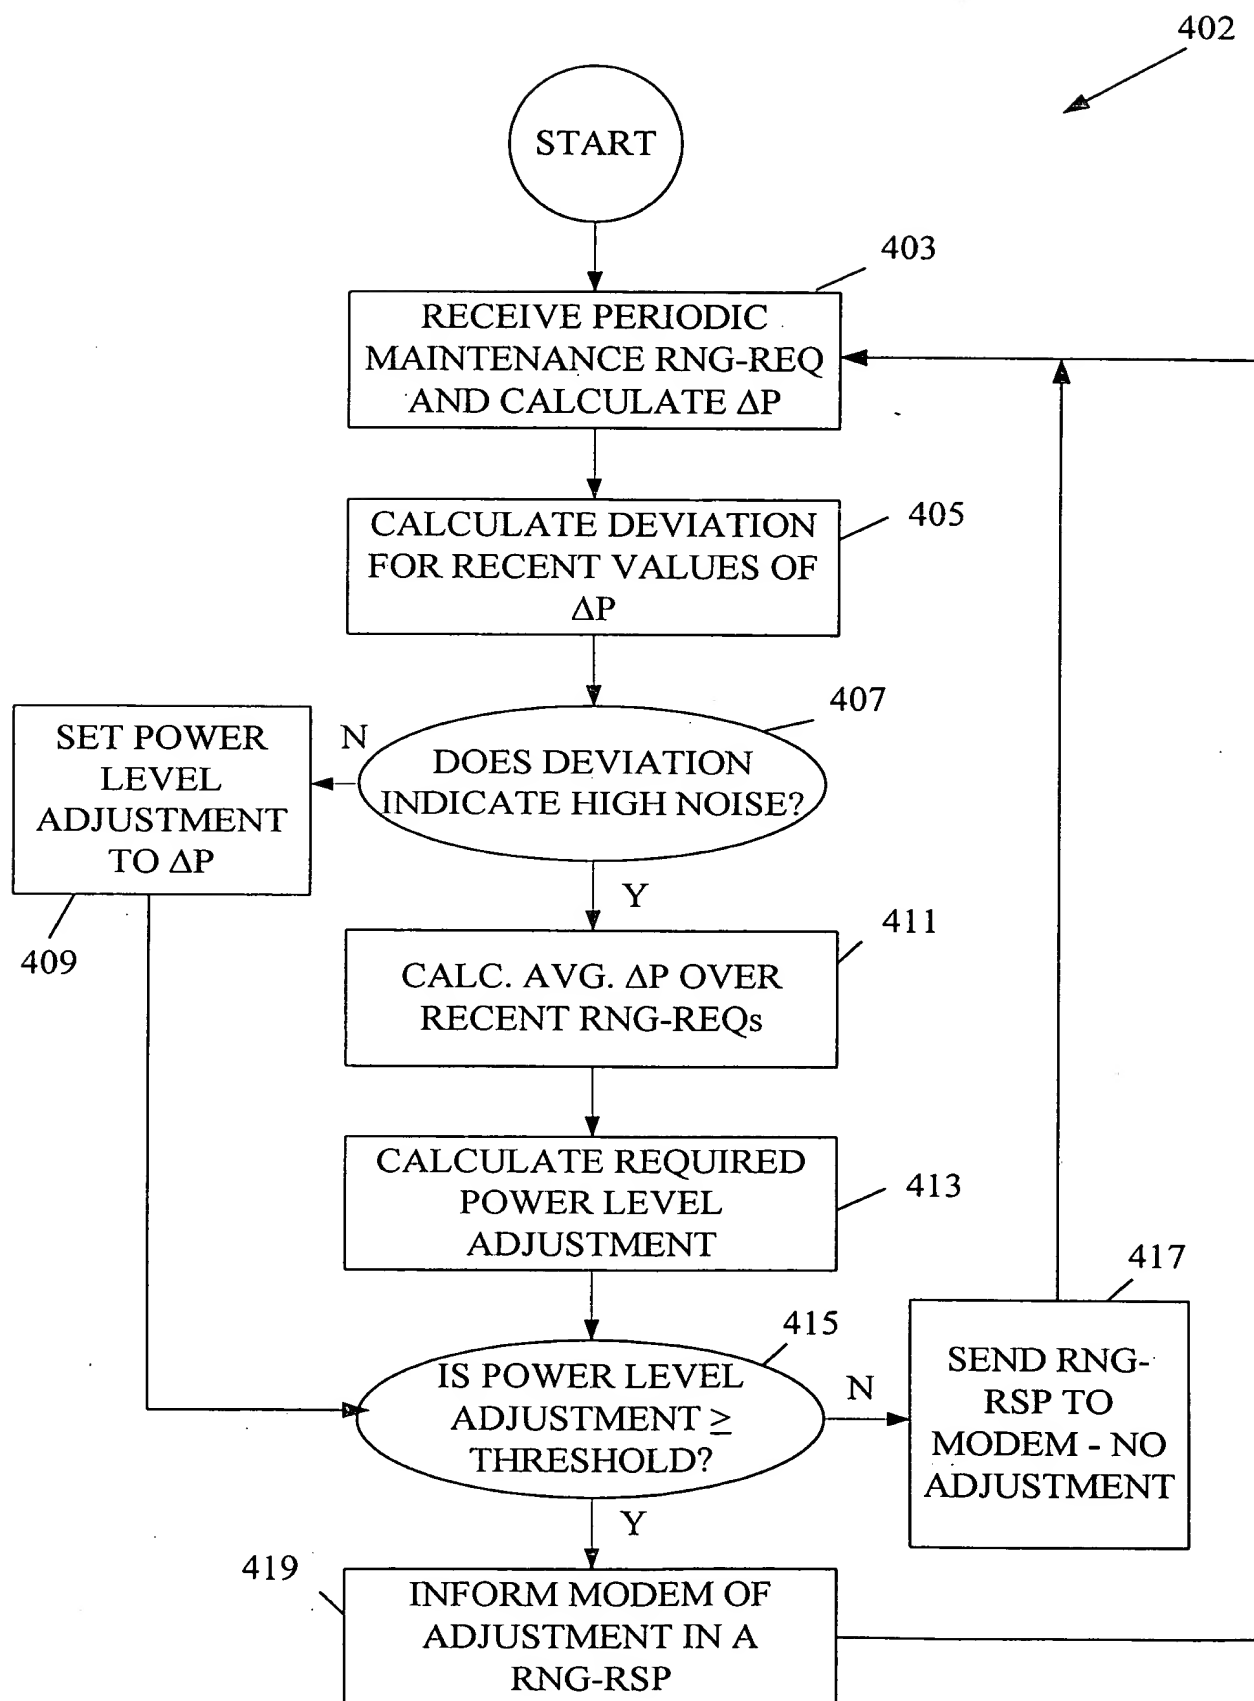 402
START
403
RECEIVE PERIODIC
MAINTENANCE RNG-REQ
AND CALCULATE ΔP
405
CALCULATE DEVIATION
FOR RECENT VALUES OF
ΔP
407
DOES DEVIATION
INDICATE HIGH NOISE?
N
SET POWER
LEVEL
ADJUSTMENT
TO ΔP
409
Y
411
CALC. AVG. ΔP OVER
RECENT RNG-REQs
CALCULATE REQUIRED
POWER LEVEL
ADJUSTMENT
413
415
IS POWER LEVEL
ADJUSTMENT ≥
THRESHOLD?
N
417
SEND RNG-
RSP TO
MODEM - NO
ADJUSTMENT
Y
419
INFORM MODEM OF
ADJUSTMENT IN A
RNG-RSP